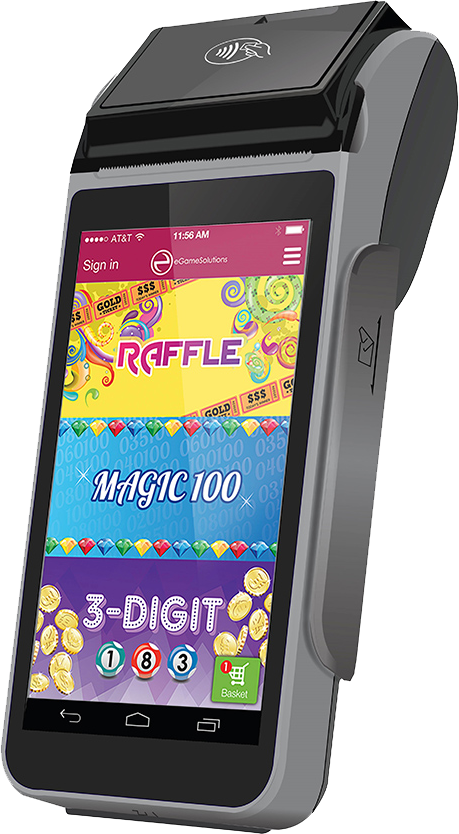 AT&T 11:56 AM
Sign in eGameSolutions
GOLD TICKET $$$
RAFFLE
$$$
GOLD $$$
MAGIC 100
3-DIGIT
1 8 3
1
Basket